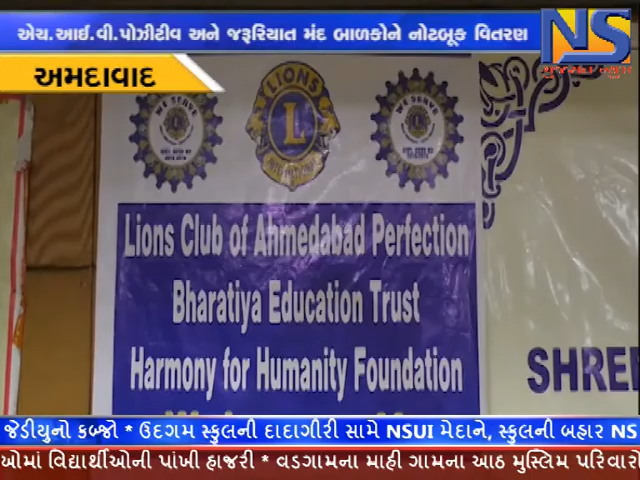 એચ.આઈ.વી.પોઝીટીવ અને જરૂરિયાત મંદ બાળકોને નોટબૂક વિતરણ
NS
ગુજરાત ન્યુઝ
અમદાવાદ
LIONS
L
WE SERVE
WE SERVE
Lions Club of Ahmedabad Perfection
Bharatiya Education Trust
Harmony for Humanity Foundation
SHREE
જેડીયુનો કબ્જો * ઉદગમ સ્કુલની દાદાગીરી સામે NSUI મેદાને, સ્કુલની બહાર NS
ઓમાં વિદ્યાર્થીઓની પાંખી હાજરી * વડગામના માહી ગામના આઠ મુસ્લિમ પરિવારો